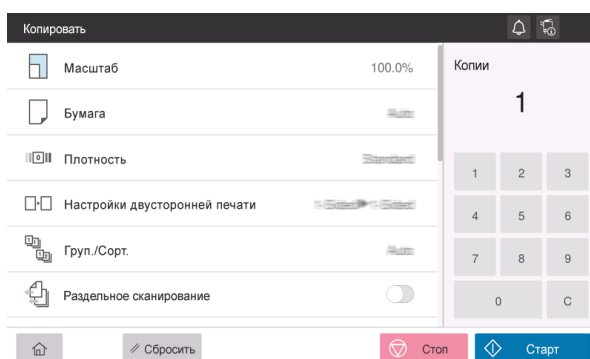 Копировать
Масштаб 100.0%
Бумага
Плотность
Настройки двусторонней печати
Груп./Сорт.
Раздельное сканирование
Копии
1
1 2 3
4 5 6
7 8 9
0 C
Сбросить
Стоп
Старт